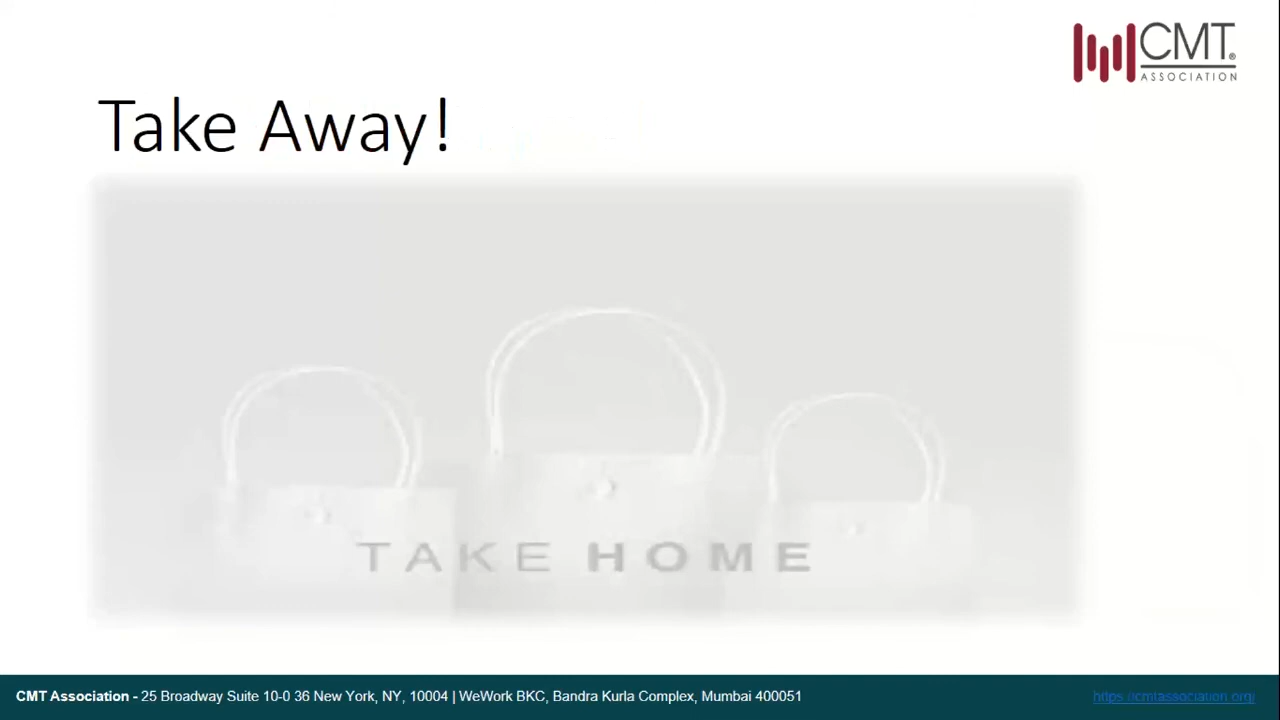 CMT®
ASSOCIATION
Take Away!
TAKE HOME
CMT Association - 25 Broadway Suite 10-0 36 New York, NY, 10004 | WeWork BKC, Bandra Kurla Complex, Mumbai 400051
https://cmtassociation.org/